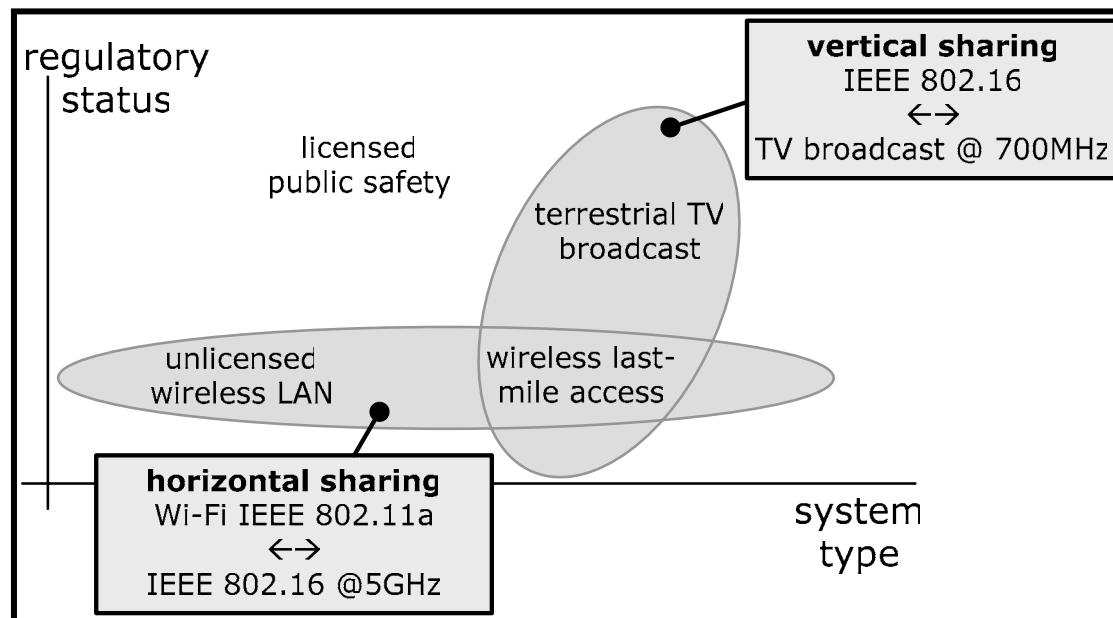 regulatory
status
vertical sharing
IEEE 802.16
←→
TV broadcast @ 700MHz
licensed
public safety
terrestrial TV
broadcast
unlicensed
wireless LAN
wireless last-
mile access
horizontal sharing
Wi-Fi IEEE 802.11a
←→
IEEE 802.16 @5GHz
system
type